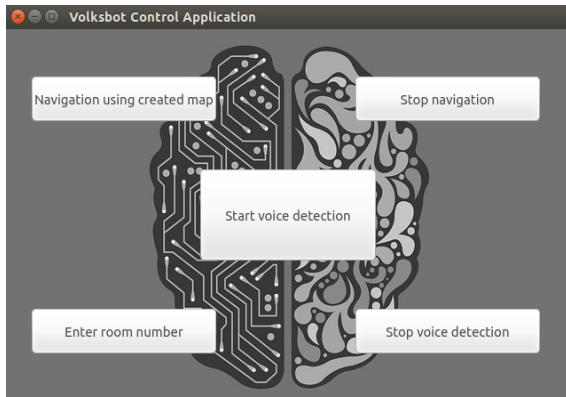 Volksbot Control Application
Navigation using created map
Stop navigation
Start voice detection
Enter room number
Stop voice detection